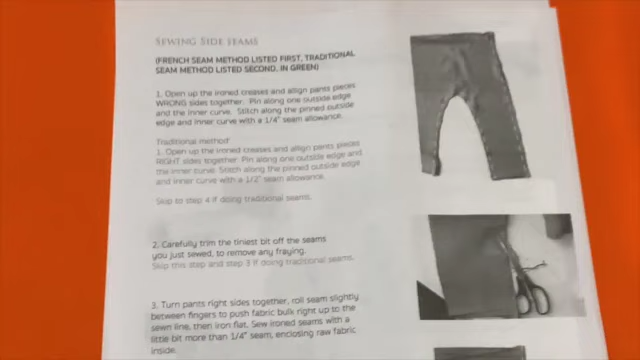 SEWING SIDE SEAMS
(FRENCH SEAM METHOD LISTED FIRST, TRADITIONAL
SEAM METHOD LISTED SECOND, IN GREEN)
1. Open up the ironed creases and allign pants pieces
WRONG sides together. Pin along one outside edge
and the inner curve. Stitch along the pinned outside
edge and inner curve with a 1/4" seam allowance.
Traditional method:
1. Open up the ironed creases and allign pants pieces
RIGHT sides together. Pin along one outside edge and
the inner curve. Stitch along the pinned outside edge
and inner curve with a 1/2" seam allowance.
Skip to step 4 if doing traditional seams.
2. Carefully trim the tiniest bit off the seams
you just sewed, to remove any fraying.
Skip this step and step 3 if doing traditional seams.
3. Turn pants right sides together, roll seam slightly
between fingers to push fabric bulk right up to the
sewn line, then iron flat. Sew ironed seams with a
little bit more than 1/4" seam, enclosing raw fabric
inside.